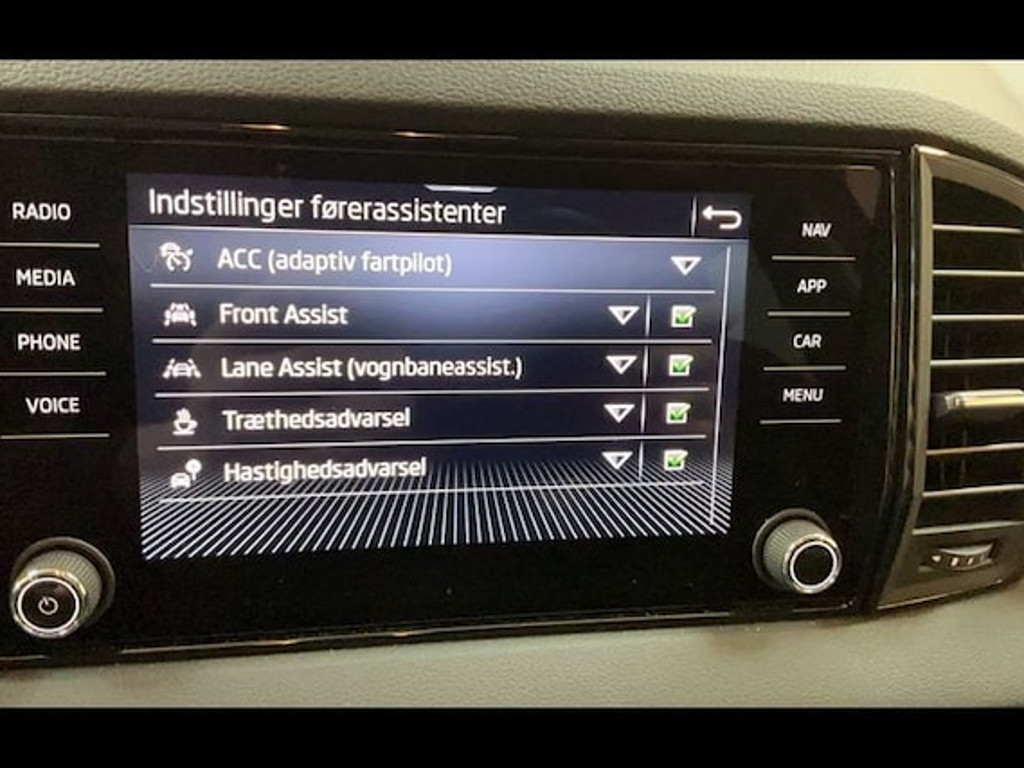 RADIO
MEDIA
PHONE
VOICE
Indstillinger førerassistenter
ACC (adaptiv fartpilot)
Front Assist
Lane Assist (vognbaneassist.)
Træthedsadvarsel
Hastighedsadvarsel
NAV
APP
CAR
MENU